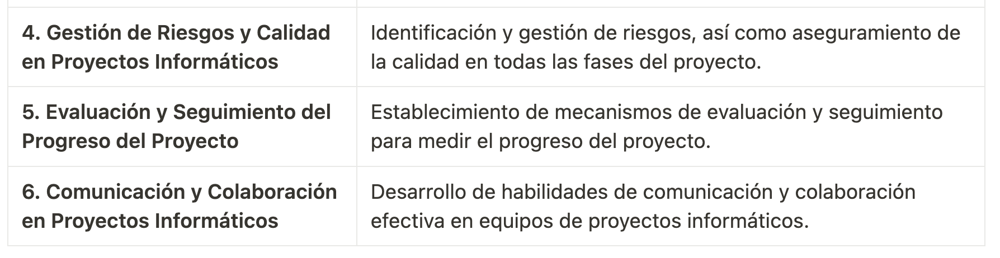 4. Gestión de Riesgos y Calidad
en Proyectos Informáticos
Identificación y gestión de riesgos, así como aseguramiento de
la calidad en todas las fases del proyecto.
5. Evaluación y Seguimiento del
Progreso del Proyecto
Establecimiento de mecanismos de evaluación y seguimiento
para medir el progreso del proyecto.
6. Comunicación y Colaboración
en Proyectos Informáticos
Desarrollo de habilidades de comunicación y colaboración
efectiva en equipos de proyectos informáticos.